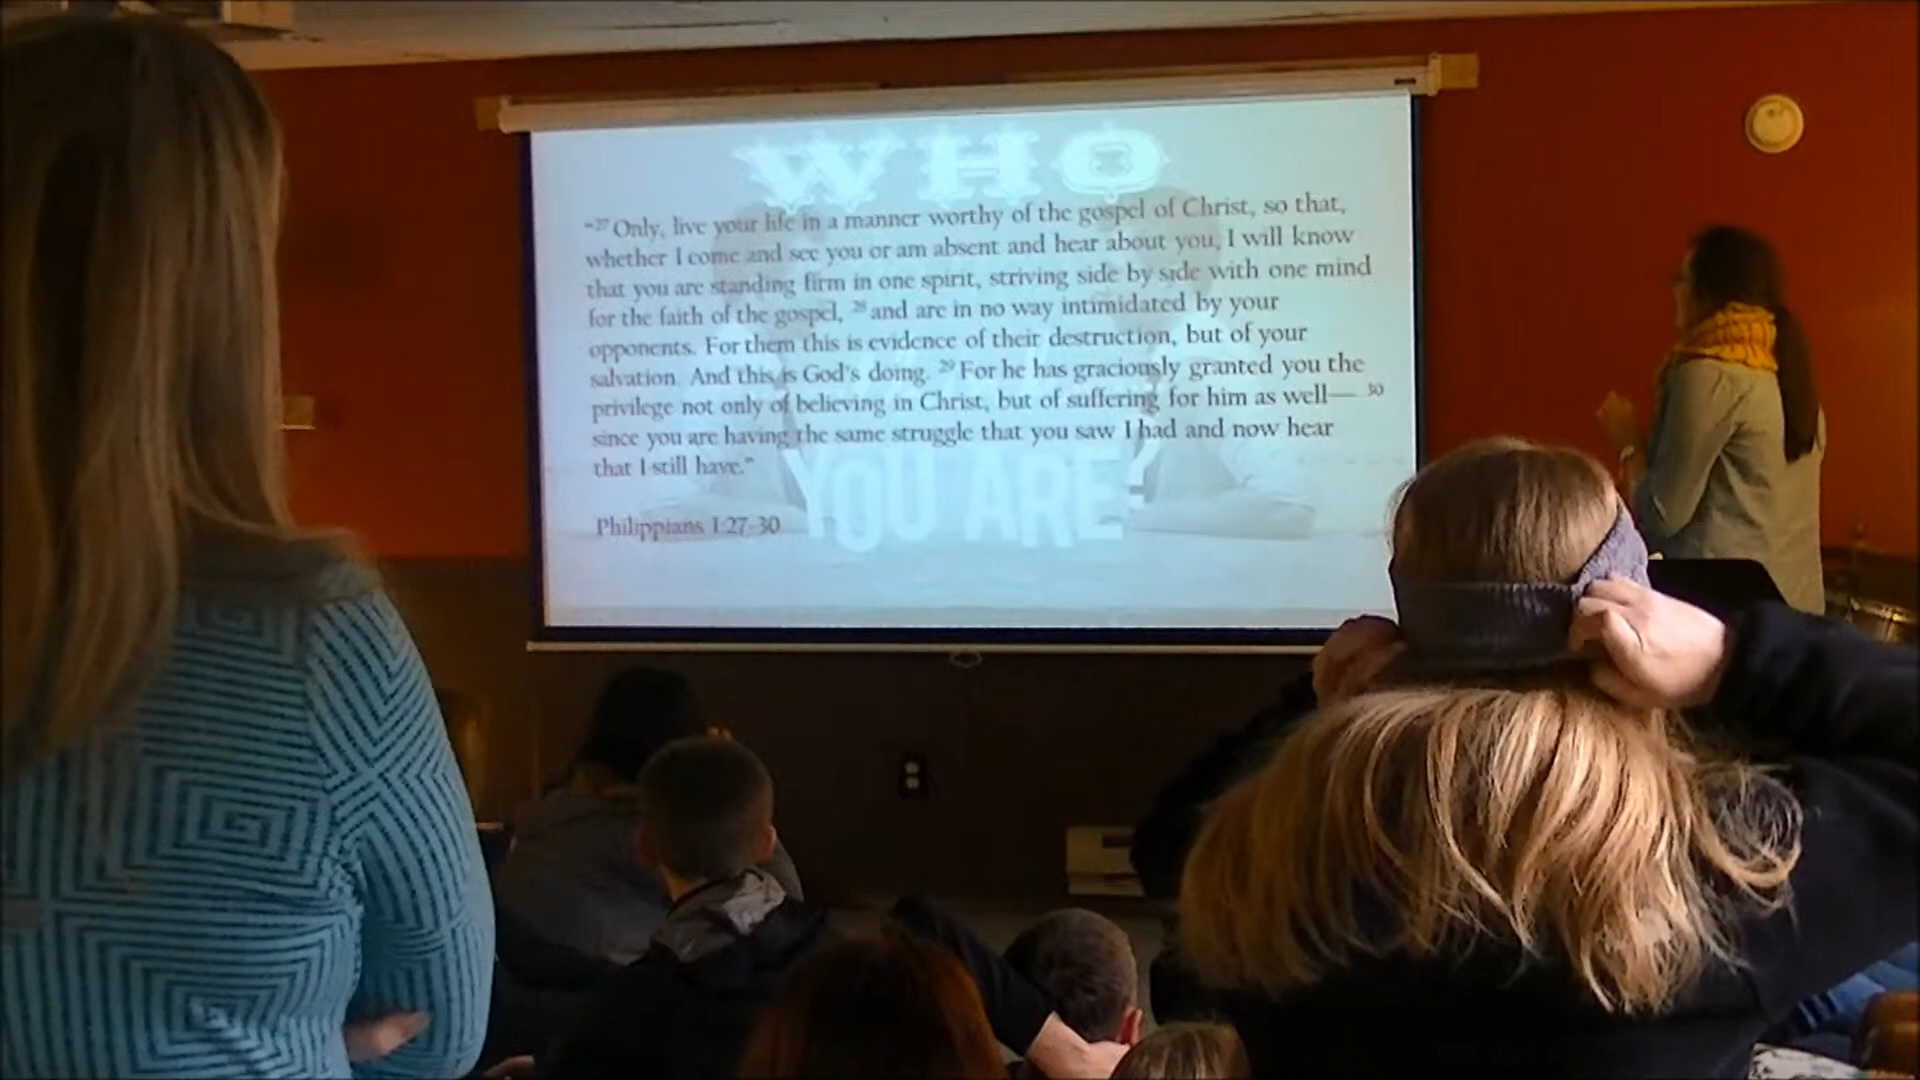 WHO
"27 Only, live your life in a manner worthy of the gospel of Christ, so that,
whether I come and see you or am absent and hear about you, I will know
that you are standing firm in one spirit, striving side by side with one mind
for the faith of the gospel, 28 and are in no way intimidated by your
opponents. For them this is evidence of their destruction, but of your
salvation. And this is God's doing. 29 For he has graciously granted you the
privilege not only of believing in Christ, but of suffering for him as well— 30
since you are having the same struggle that you saw I had and now hear
that I still have."
YOU ARE?
Philippians 1:27-30